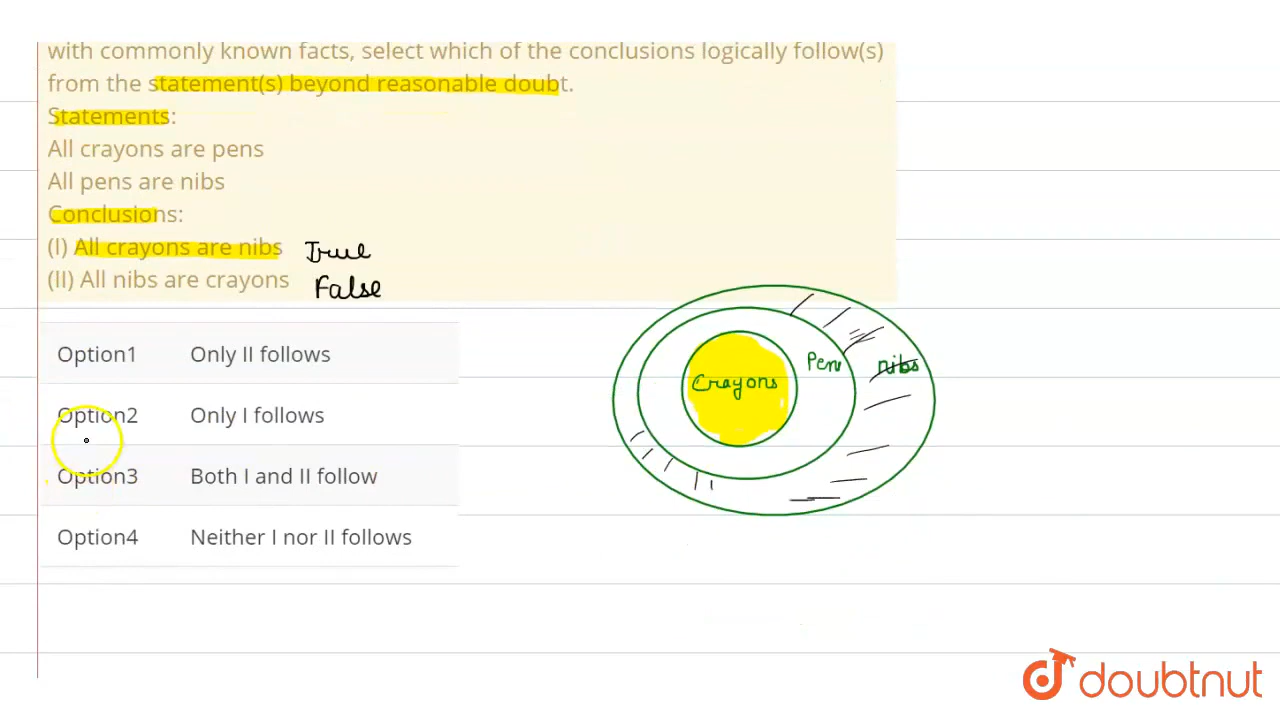 with commonly known facts, select which of the conclusions logically follow(s)
from the statement(s) beyond reasonable doubt.
Statements:
All crayons are pens
All pens are nibs
Conclusions:
(I) All crayons are nibs True
(II) All nibs are crayons False
Option1 Only II follows
Option2 Only I follows
Option3 Both I and II follow
Option4 Neither I nor II follows
Crayons
Pen
nibs
doubtnut